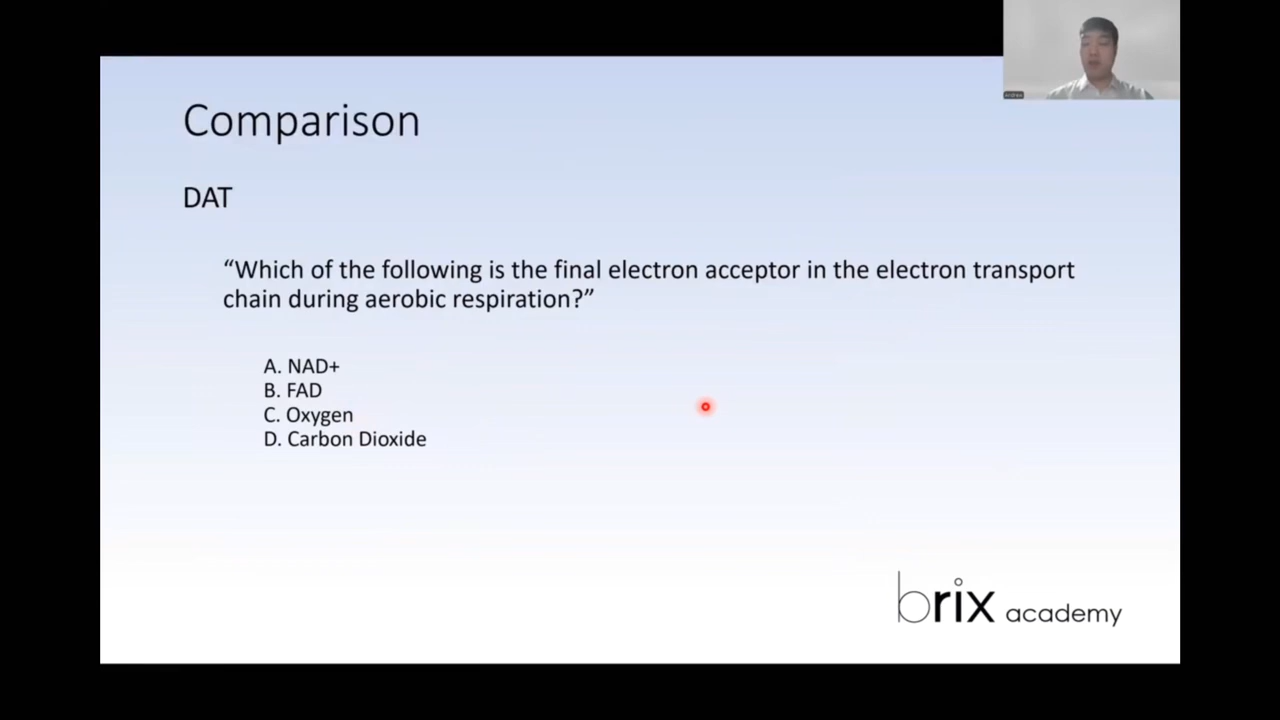 Comparison
DAT
“Which of the following is the final electron acceptor in the electron transport
chain during aerobic respiration?”
A. NAD+
B. FAD
C. Oxygen
D. Carbon Dioxide
brix academy